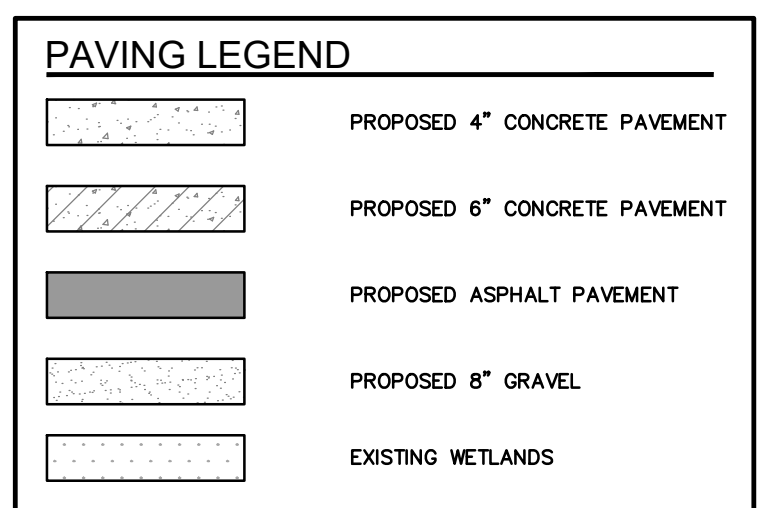 PAVING LEGEND
PROPOSED 4" CONCRETE PAVEMENT
PROPOSED 6" CONCRETE PAVEMENT
PROPOSED ASPHALT PAVEMENT
PROPOSED 8" GRAVEL
EXISTING WETLANDS